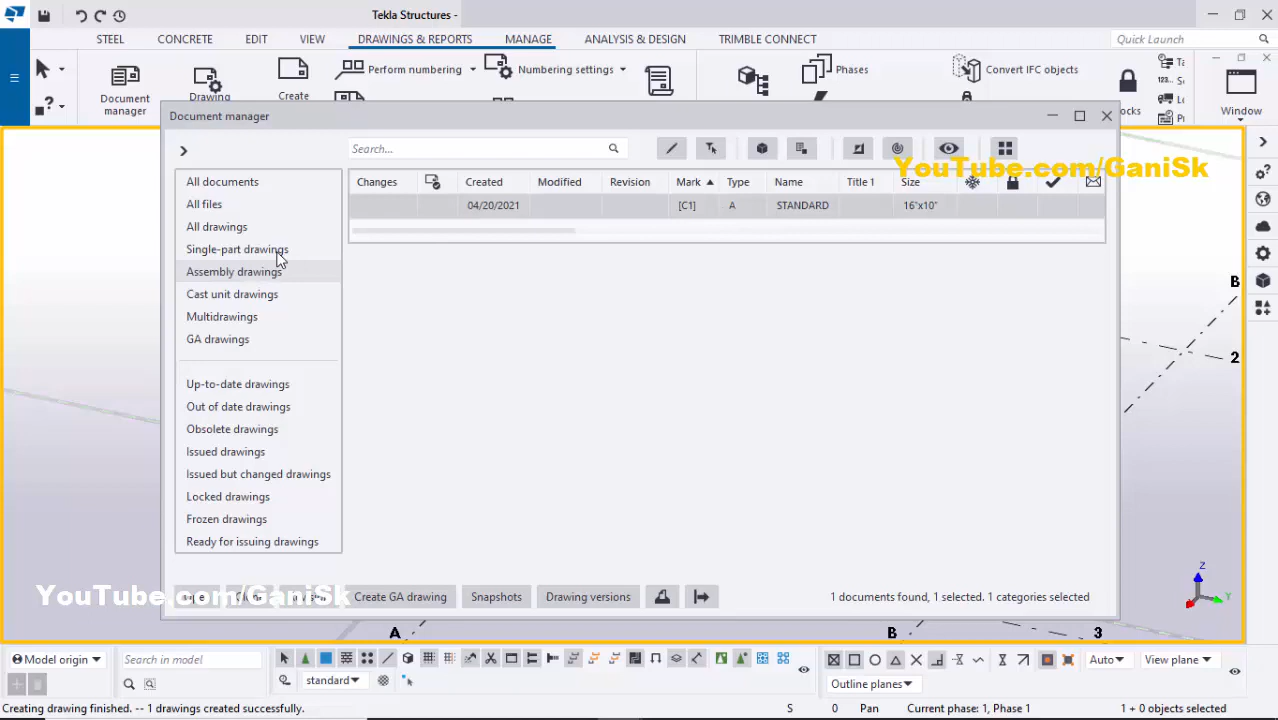 Tekla Structures -
STEEL CONCRETE EDIT VIEW DRAWINGS & REPORTS MANAGE ANALYSIS & DESIGN TRIMBLE CONNECT Quick Launch
Perform numbering Numbering settings Phases Convert IFC objects
Document manager
Drawing
Create
Window
Document manager
Search...
YouTube.com/GaniSk
All documents
All files
All drawings
Single-part drawings
Assembly drawings
Cast unit drawings
Multidrawings
GA drawings
Up-to-date drawings
Out of date drawings
Obsolete drawings
Issued drawings
Issued but changed drawings
Locked drawings
Frozen drawings
Ready for issuing drawings
Changes Created Modified Revision Mark Type Name Title 1 Size
04/20/2021 [C1] A STANDARD 16"x10"
B
2
YouTube.com/GaniSk
Create GA drawing Snapshots Drawing versions 1 documents found, 1 selected. 1 categories selected
Z
Y
A B 3
Model origin Search in model
standard
Auto View plane
Outline planes
Creating drawing finished. -- 1 drawings created successfully. S 0 Pan Current phase: 1, Phase 1 1 + 0 objects selected